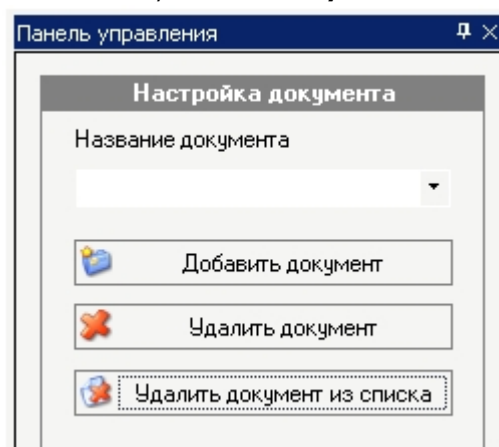 Панель управления
Настройка документа
Название документа
Добавить документ
Удалить документ
Удалить документ из списка